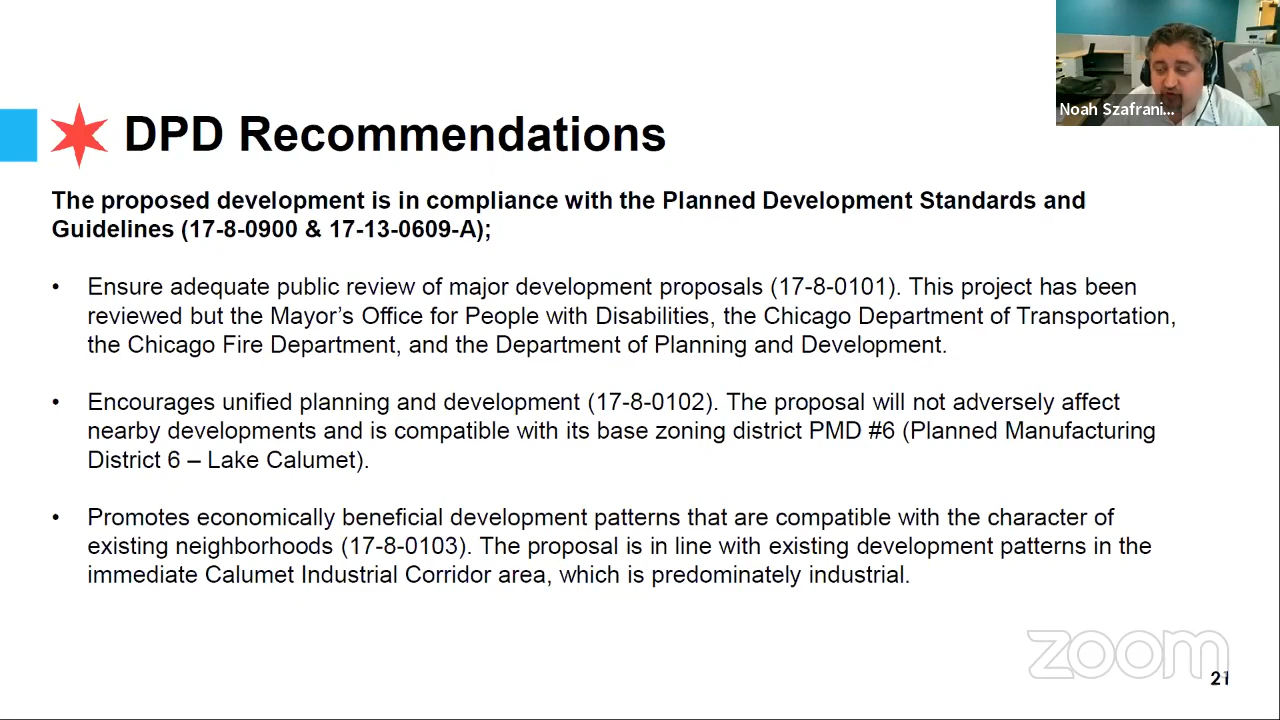 Noah Szafrani...
DPD Recommendations
The proposed development is in compliance with the Planned Development Standards and
Guidelines (17-8-0900 & 17-13-0609-A);
• Ensure adequate public review of major development proposals (17-8-0101). This project has been
reviewed but the Mayor’s Office for People with Disabilities, the Chicago Department of Transportation,
the Chicago Fire Department, and the Department of Planning and Development.
• Encourages unified planning and development (17-8-0102). The proposal will not adversely affect
nearby developments and is compatible with its base zoning district PMD #6 (Planned Manufacturing
District 6 – Lake Calumet).
• Promotes economically beneficial development patterns that are compatible with the character of
existing neighborhoods (17-8-0103). The proposal is in line with existing development patterns in the
immediate Calumet Industrial Corridor area, which is predominately industrial.
zoom
21